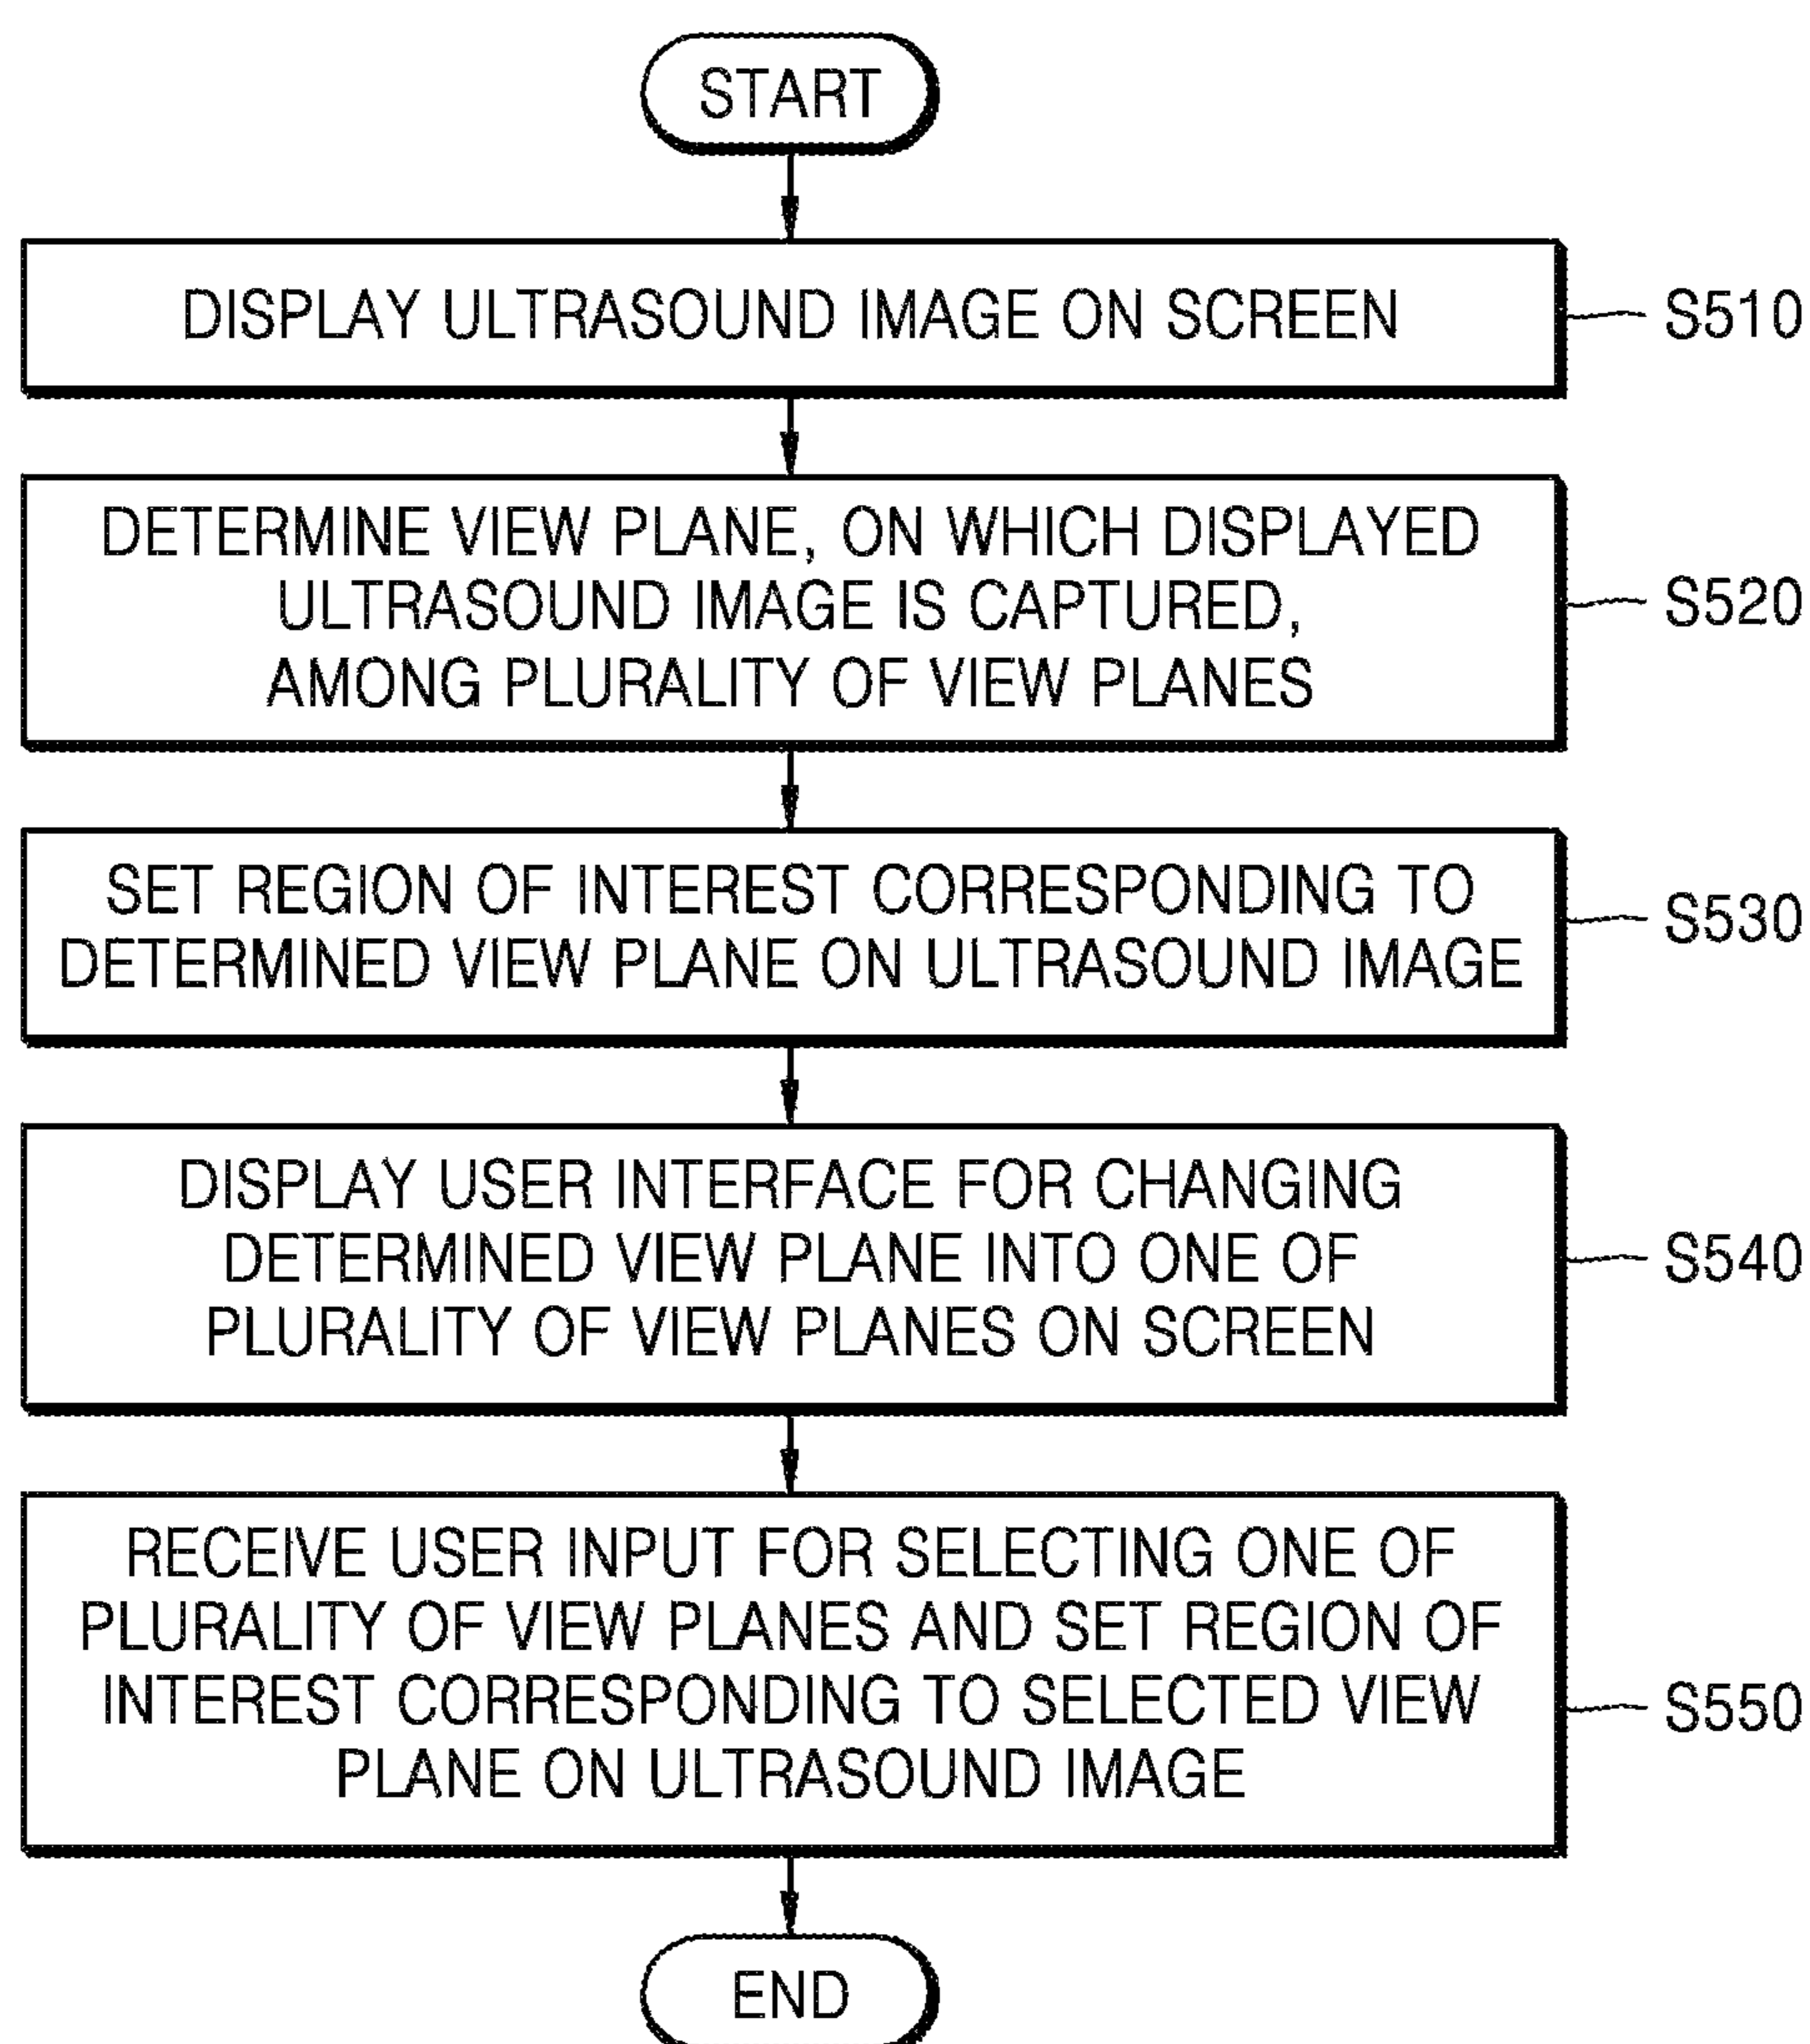 START
DISPLAY ULTRASOUND IMAGE ON SCREEN
S510
DETERMINE VIEW PLANE, ON WHICH DISPLAYED
ULTRASOUND IMAGE IS CAPTURED,
AMONG PLURALITY OF VIEW PLANES
S520
SET REGION OF INTEREST CORRESPONDING TO
DETERMINED VIEW PLANE ON ULTRASOUND IMAGE
S530
DISPLAY USER INTERFACE FOR CHANGING
DETERMINED VIEW PLANE INTO ONE OF
PLURALITY OF VIEW PLANES ON SCREEN
S540
RECEIVE USER INPUT FOR SELECTING ONE OF
PLURALITY OF VIEW PLANES AND SET REGION OF
INTEREST CORRESPONDING TO SELECTED VIEW
PLANE ON ULTRASOUND IMAGE
S550
END